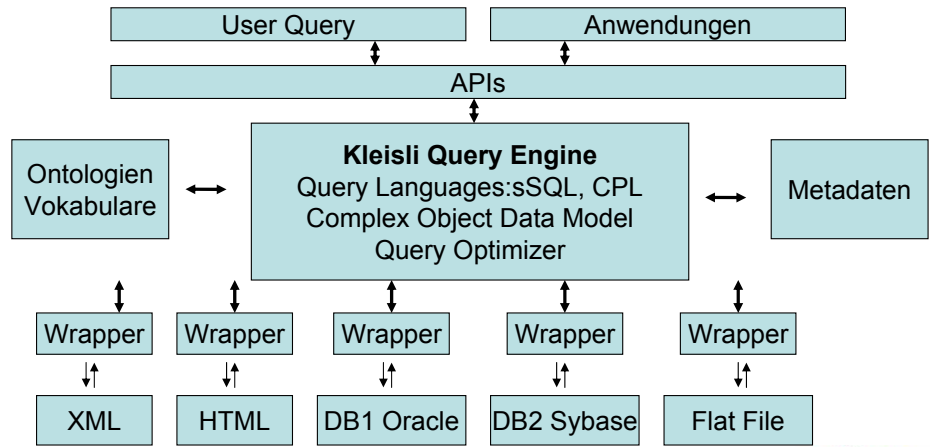 User Query
Anwendungen
APIs
Ontologien
Vokabulare
Kleisli Query Engine
Query Languages:sSQL, CPL
Complex Object Data Model
Query Optimizer
Metadaten
Wrapper
Wrapper
Wrapper
Wrapper
Wrapper
XML
HTML
DB1 Oracle
DB2 Sybase
Flat File